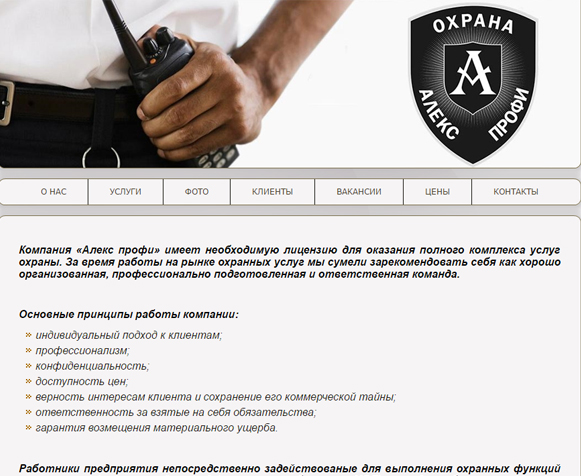 ОХРАНА
А
АЛЕКС ПРОФИ
О НАС УСЛУГИ ФОТО КЛИЕНТЫ ВАКАНСИИ ЦЕНЫ КОНТАКТЫ
Компания «Алекс профи» имеет необходимую лицензию для оказания полного комплекса услуг
охраны. За время работы на рынке охранных услуг мы сумели зарекомендовать себя как хорошо
организованная, профессионально подготовленная и ответственная команда.
Основные принципы работы компании:
индивидуальный подход к клиентам;
профессионализм;
конфиденциальность;
доступность цен;
верность интересам клиента и сохранение его коммерческой тайны;
ответственность за взятые на себя обязательства;
гарантия возмещения материального ущерба.
Работники предприятия непосредственно задействованые для выполнения охранных функций